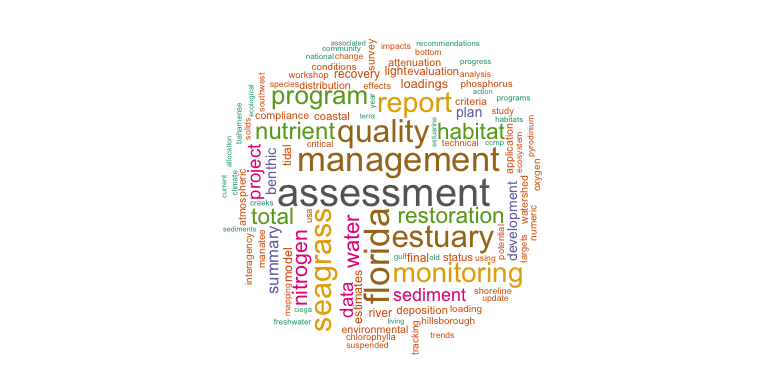 associated
community
survey
impacts
recommendations
national
change
bottom
conditions
attenuation
progress
workshop
recovery
light
evaluation
analysis
species
distribution
effects
loadings
phosphorus
southwest
ecological
program
year
report
action
criteria
programs
compliance
coastal
terra
plan
study
habitats
solids
bahamense
nutrient
quality
estuarine
habitat
critical
technical
ccmp
pyrodinium
allocation
tidal
management
application
ecosystem
project
benthic
oxygen
current
climate
atmospheric
assessment
creeks
watershed
total
usa
florida
restoration
development
numeric
sediments
seagrass
water
estuary
potential
targets
interagency
manatee
summary
nitrogen
model
gulf
final
old
status
using
monitoring
mapping
data
estimates
sediment
shoreline
update
ciega
river
deposition
loading
freshwater
living
hillsborough
environmental
chlorophylla
tracking
trends
suspended